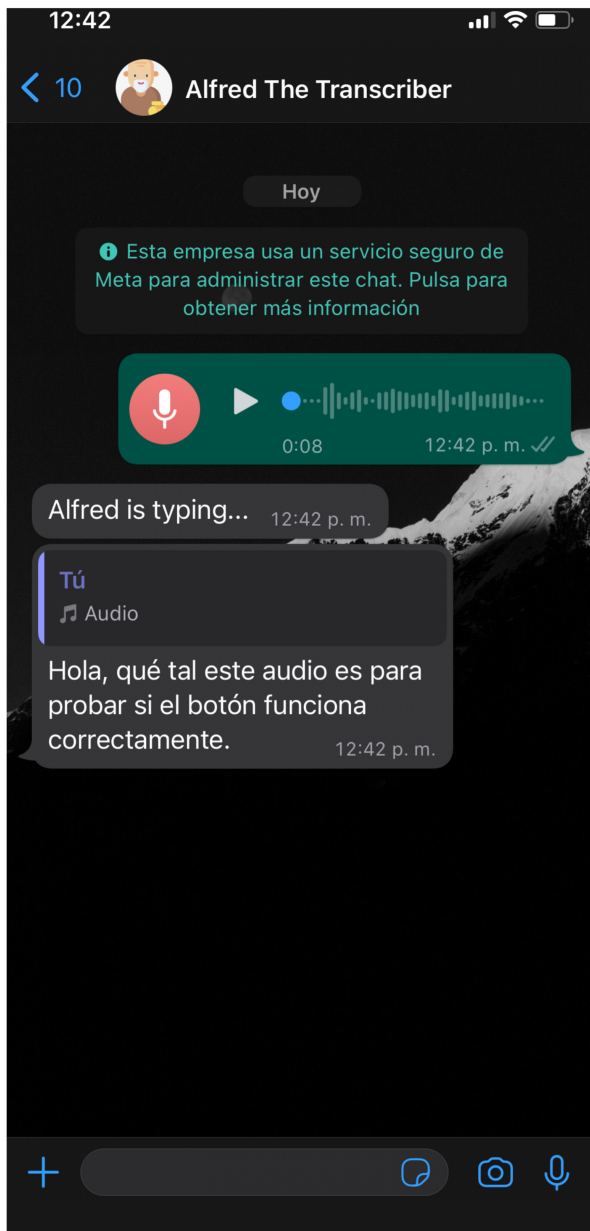 12:42
10
Alfred The Transcriber
Hoy
Esta empresa usa un servicio seguro de
Meta para administrar este chat. Pulsa para
obtener más información
0:08 12:42 p. m.
Alfred is typing... 12:42 p. m.
Tú
Audio
Hola, qué tal este audio es para
probar si el botón funciona
correctamente. 12:42 p. m.